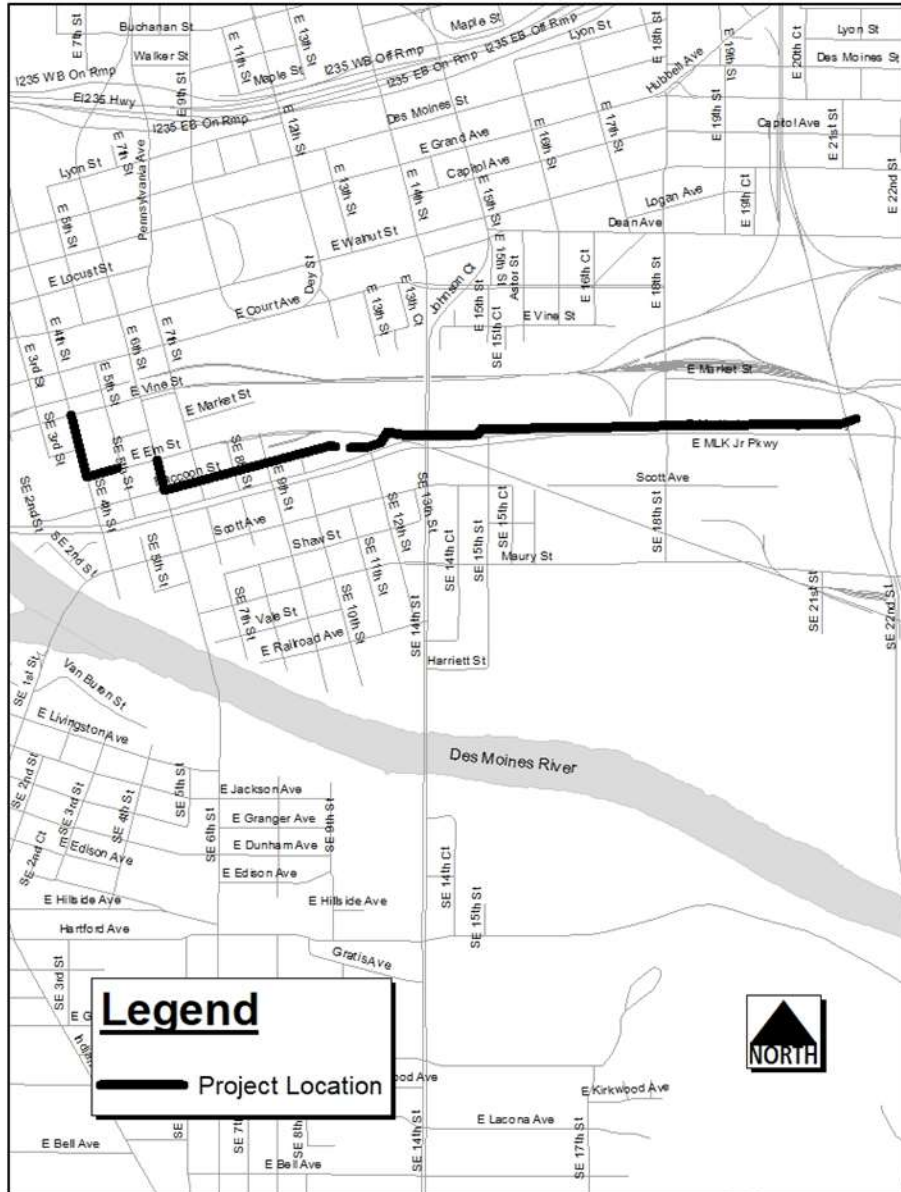 E 7th St
Buchanan St
Walker St
E 9th St
E 11th St
Maple St
E 13th St
I235 WB Off Rmp
Maple St
I235 EB Off Rmp
Lyon St
E 18th St
Hubbell Ave
E 19th St
E 20th Ct
Lyon St
Des Moines St
I235 WB On Rmp
I235 EB On Rmp
EI235 Hwy
I235 EB On Rmp
Des Moines St
E 12th St
E 17th St
E 19th St
Capitol Ave
E 21st St
E 22nd St
Lyon St
E 7th St
Pennsylvania Ave
E Grand Ave
Capitol Ave
E 16th St
E 5th St
E 13th St
E 14th St
E 15th St
Logan Ave
E 19th Ct
Dean Ave
E Walnut St
E Locust St
Day St
E 15th St
Astor St
E 16th Ct
E 18th St
E Court Ave
Johnson Ct
E 3rd St
E 4th St
E 6th St
E 7th St
E 13th St
E 13th Ct
E 15th St
SE 15th Ct
E Vine St
E 5th St
E Vine St
E Market St
E Market St
SE 3rd St
E Elm St
E MLK Jr Pkwy
SE 2nd St
SE 4th St
SE 5th St
E 9th St
Scott Ave
SE 12th St
SE 13th St
Scott Ave
SE 2nd St
SE 5th St
Shaw St
SE 11th St
SE 14th Ct
SE 15th St
SE 15th Ct
SE 18th St
Maury St
SE 7th St
Vale St
SE 10th St
SE 14th St
SE 21st St
SE 22nd St
E Railroad Ave
Harriett St
SE 1st St
Van Buren St
E Livingston Ave
Des Moines River
SE 2nd St
SE 3rd St
SE 4th St
SE 5th St
SE 6th St
E Jackson Ave
E Granger Ave
SE 9th St
E Dunham Ave
SE 2nd Ct
E Edison Ave
E Edison Ave
SE 14th Ct
E Hillside Ave
E Hillside Ave
SE 15th St
Hartford Ave
Gratis Ave
SE 3rd St
Legend
Project Location
NORTH
E Kirkwood Ave
E Lacona Ave
SE 7th St
SE 8th St
SE 14th St
SE 17th St
E Bell Ave
E Bell Ave